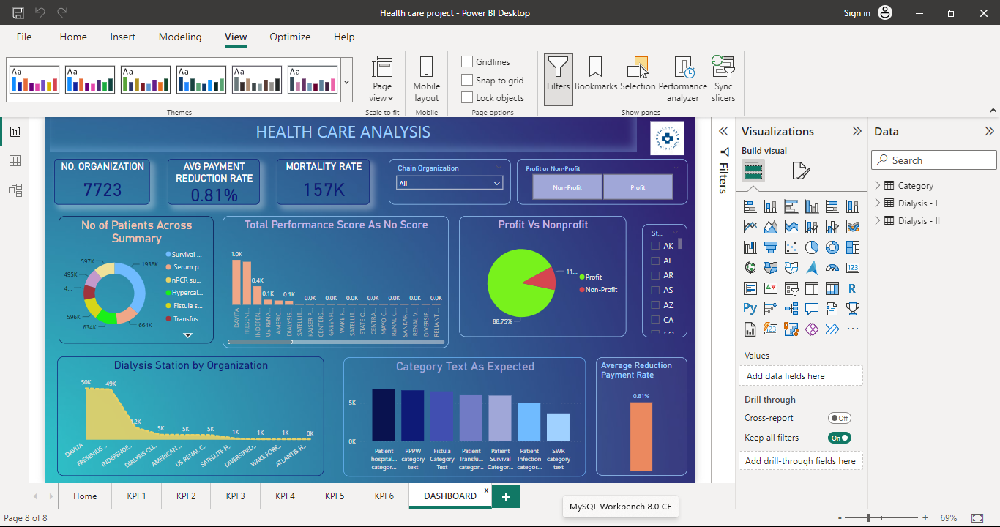 Health care project - Power BI Desktop
Sign in
File Home Insert Modeling View Optimize Help
Aa Aa Aa Aa Aa Aa
Page view
Mobile layout
Gridlines
Snap to grid
Lock objects
Filters
Bookmarks
Selection
Performance analyzer
Sync slicers
Themes
Scale to fit
Mobile
Page options
Show panes
HEALTH CARE ANALYSIS
HEALTHCARE
HEALTHCARE
NO. ORGANIZATION
7723
AVG PAYMENT
REDUCTION RATE
0.81%
MORTALITY RATE
157K
Chain Organization
All
Profit or Non-Profit
Non-Profit
Profit
No of Patients Across
Summary
597K
1938K
495K
4...
596K
634K
664K
Survival ...
Serum p...
nPCR su...
Hypercal...
Fistula s...
Transfus...
Total Performance Score As No Score
1.0K
0.4K
0.1K 0.1K 0.0K 0.0K 0.0K 0.0K 0.0K 0.0K 0.0K
DAVITA
FRESENI...
INDEPEN...
US RENA...
AMERIC...
DIALYSIS...
SATELLIT...
KAISER P...
CENTERS...
GREENFI...
WAKE F...
SATELLIT...
STATE O...
CENTRA...
MAYO C...
RENAL C...
SANKAR ...
RENAL V...
DIVERSIF...
RELIANT ...
Profit Vs Nonprofit
11....
88.75%
Profit
Non-Profit
St...
AK
AL
AR
AS
AZ
CA
Dialysis Station by Organization
50K
49K
12K
5K
5K
5K
1K
1K
1K
0K
DAVITA
FRESENIUS ...
INDEPENDE...
DIALYSIS CLI...
AMERICAN ...
US RENAL C...
SATELLITE H...
DIVERSIFIED...
WAKE FORE...
ATLANTIS H...
Category Text As Expected
5K
0K
Patient hospital... categor...
PPPW category text
Fistula Category Text
Patient Transfu... categor...
Patient Survival Categor...
Patient Infection categor...
SWR category text
Average Reduction
Payment Rate
0.81%
Filters
Visualizations
Build visual
R
Py
123
123
Values
Add data fields here
Drill through
Cross-report
Off
Keep all filters
On
Add drill-through fields here
Data
Search
Category
Dialysis - I
Dialysis - II
Home KPI 1 KPI 2 KPI 3 KPI 4 KPI 5 KPI 6 DASHBOARD x +
MySQL Workbench 8.0 CE
Page 8 of 8
- + 69%